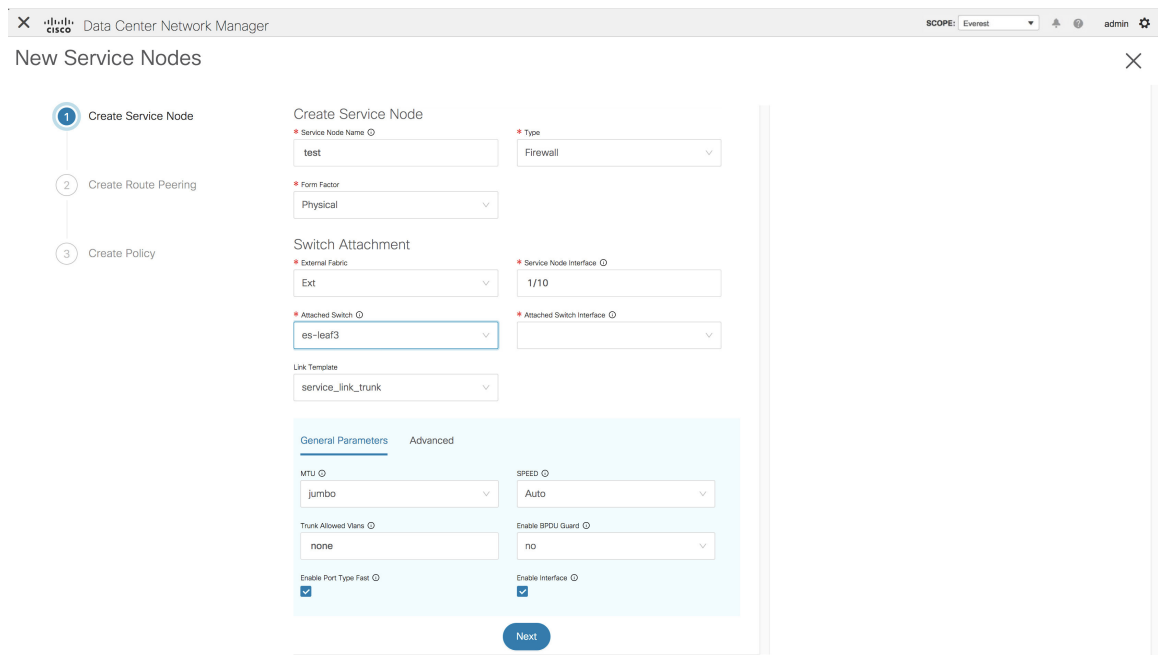 cisco Data Center Network Manager SCOPE: Everest admin
New Service Nodes
1 Create Service Node
2 Create Route Peering
3 Create Policy
Create Service Node
* Service Node Name * Type
test Firewall
* Form Factor
Physical
Switch Attachment
* External Fabric * Service Node Interface
Ext 1/10
* Attached Switch * Attached Switch Interface
es-leaf3
Link Template
service_link_trunk
General Parameters Advanced
MTU SPEED
jumbo Auto
Trunk Allowed Vlans Enable BPDU Guard
none no
Enable Port Type Fast Enable Interface
Next